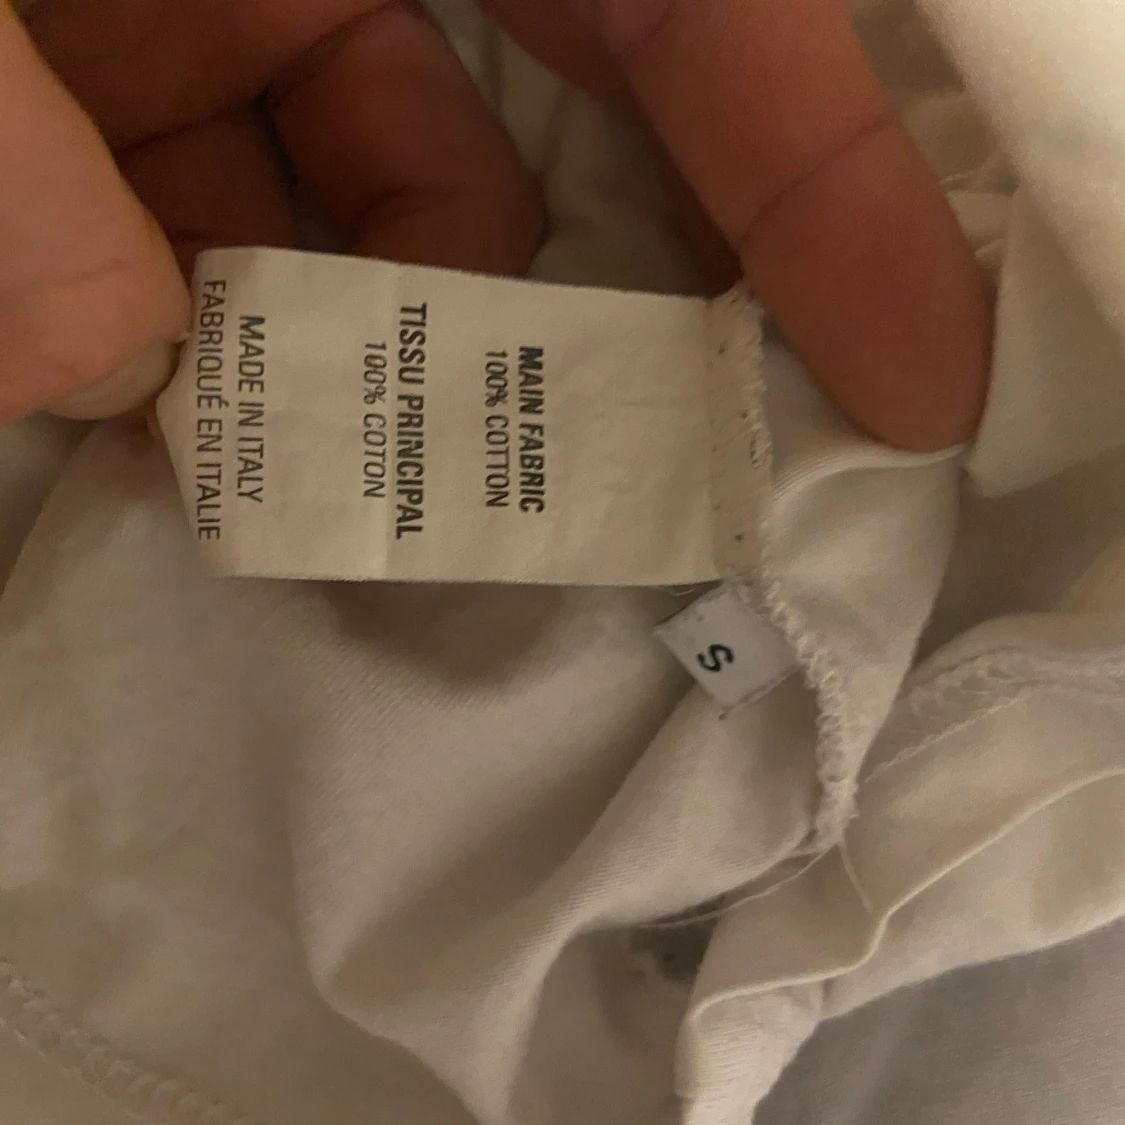 MAIN FABRIC
100% COTTON
TISSU PRINCIPAL
100% COTON
MADE IN ITALY
FABRIQUÉ EN ITALIE
S